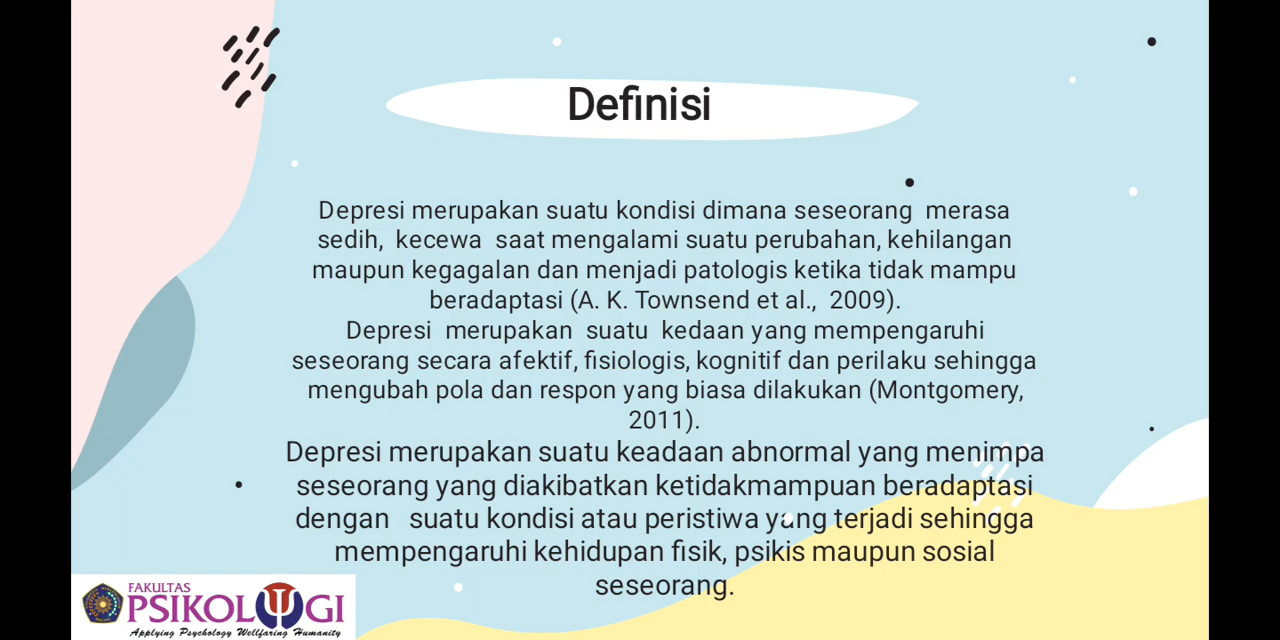 Definisi
Depresi merupakan suatu kondisi dimana seseorang merasa
sedih, kecewa saat mengalami suatu perubahan, kehilangan
maupun kegagalan dan menjadi patologis ketika tidak mampu
beradaptasi (A. K. Townsend et al., 2009).
Depresi merupakan suatu kedaan yang mempengaruhi
seseorang secara afektif, fisiologis, kognitif dan perilaku sehingga
mengubah pola dan respon yang biasa dilakukan (Montgomery,
2011).
Depresi merupakan suatu keadaan abnormal yang menimpa
seseorang yang diakibatkan ketidakmampuan beradaptasi
dengan suatu kondisi atau peristiwa yang terjadi sehingga
mempengaruhi kehidupan fisik, psikis maupun sosial
seseorang.
FAKULTAS
PSIKOLOGI
Applying Psychology Wellfaring Humanity